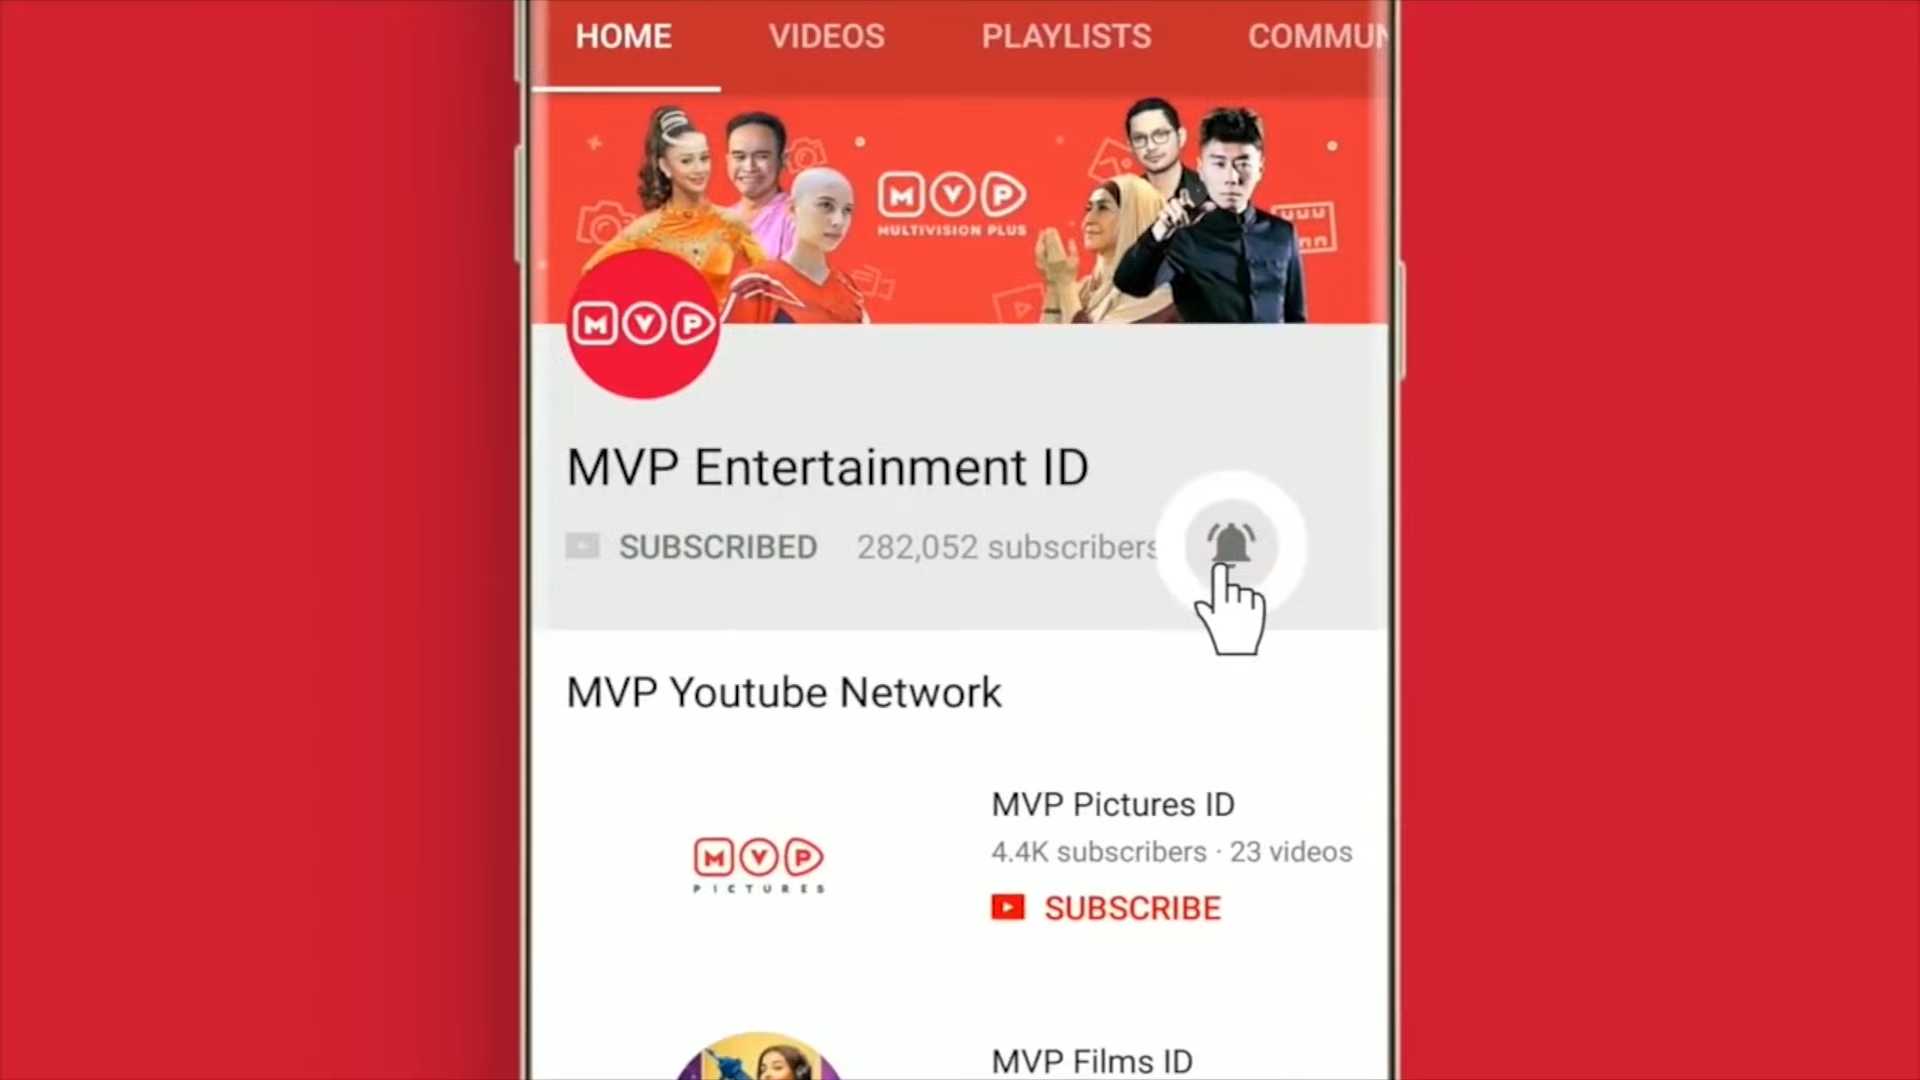 HOME VIDEOS PLAYLISTS COMMUN
MVP
MULTIVISION PLUS
MVP
MVP Entertainment ID
SUBSCRIBED 282,052 subscribers
MVP Youtube Network
MVP Pictures ID
4.4K subscribers · 23 videos
MVP
PICTURES
SUBSCRIBE
MVP Films ID